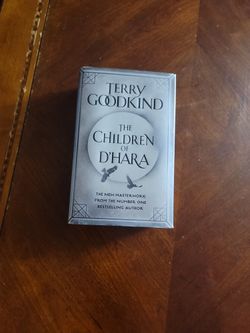 TERRY
GOODKIND
THE
CHILDREN
OF
D'HARA
THE NEW MASTERWORK
FROM THE NUMBER ONE
BESTSELLING AUTHOR